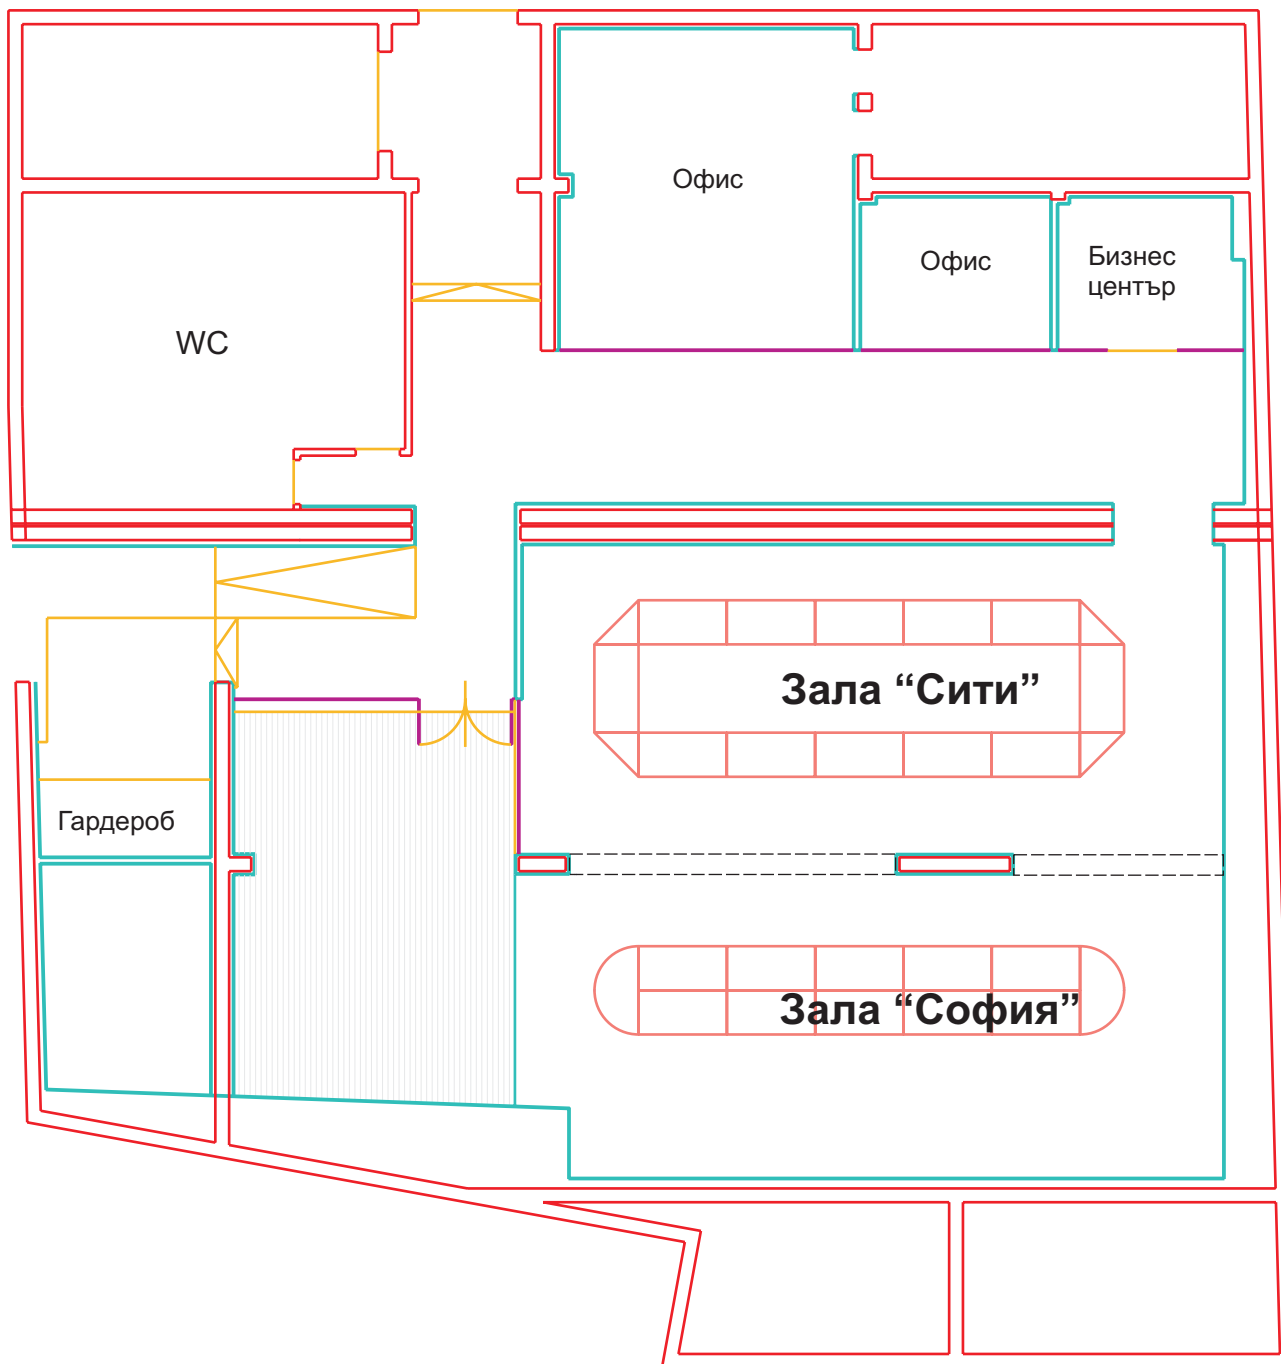 Офис
Офис
Бизнес
център
WC
Зала “Сити”
Гардероб
Зала “София”